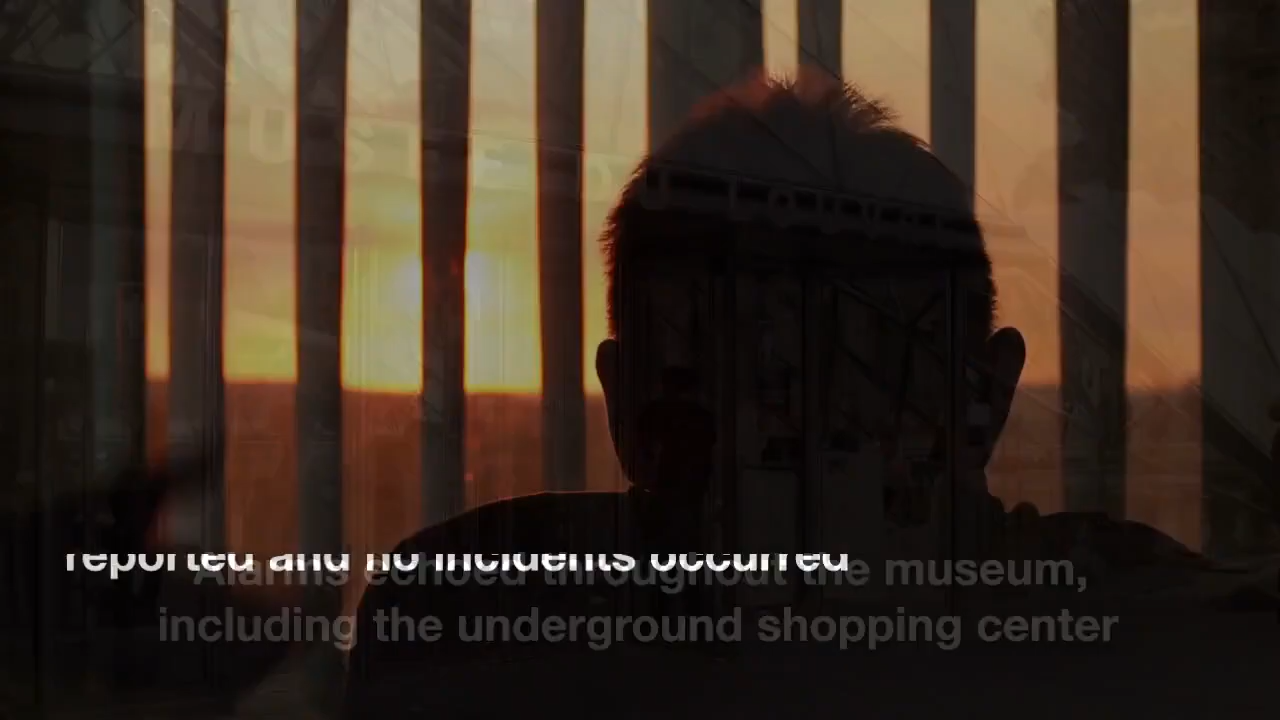 reported and no incidents occurred
Alarms echoed throughout the museum,
including the underground shopping center